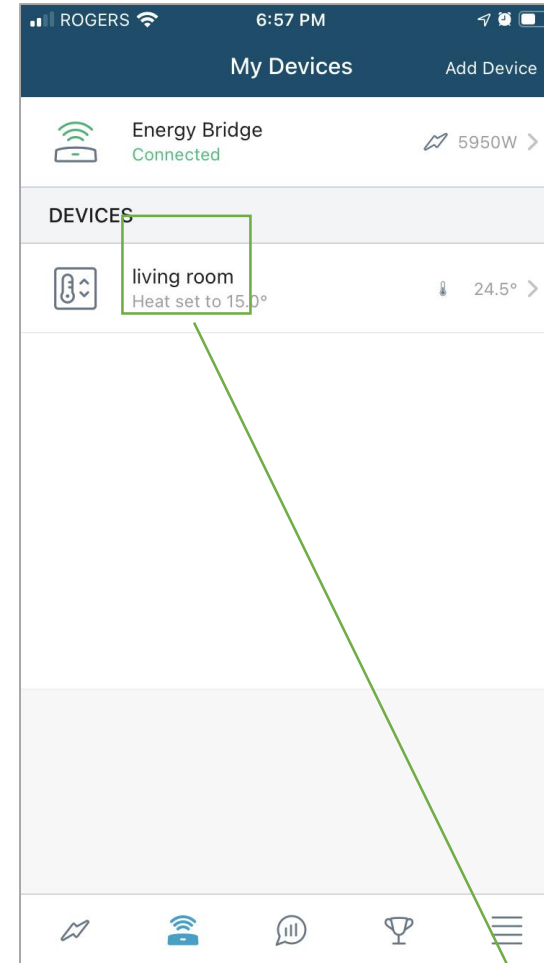 ROGERS 6:57 PM
My Devices Add Device
Energy Bridge
Connected
5950W
DEVICES
living room
Heat set to 15.0°
24.5°